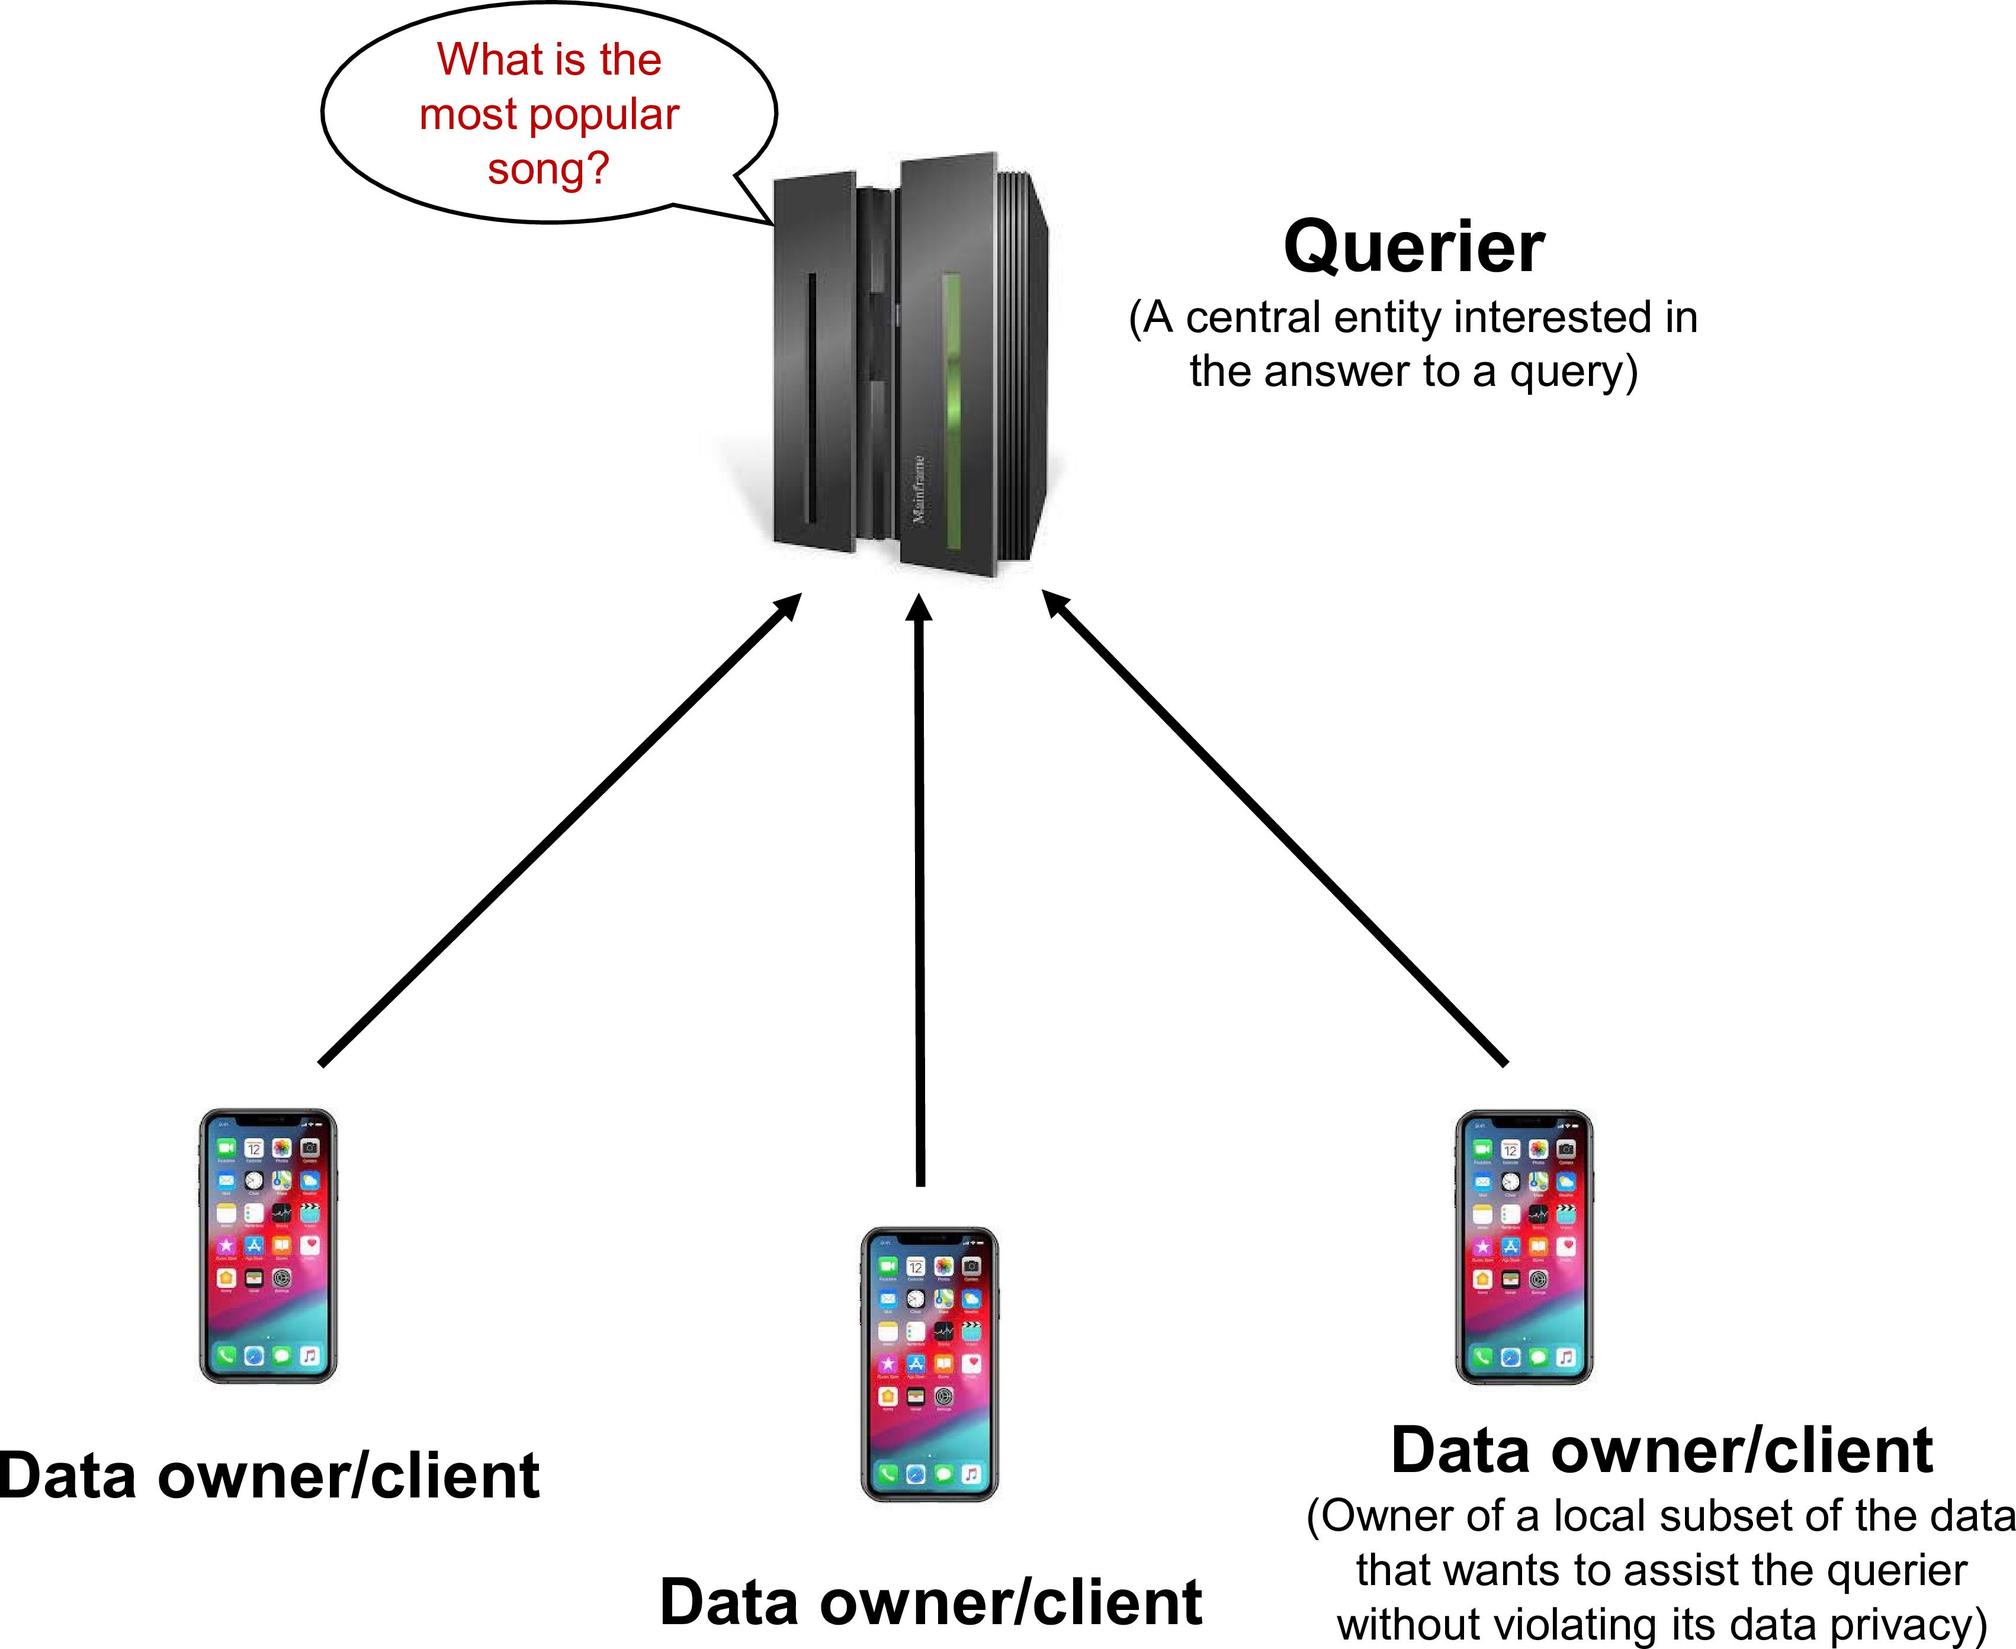 What is the
most popular
song?
Querier
(A central entity interested in
the answer to a query)
Mainframe
Data owner/client
Data owner/client
Data owner/client
(Owner of a local subset of the data
that wants to assist the querier
without violating its data privacy)